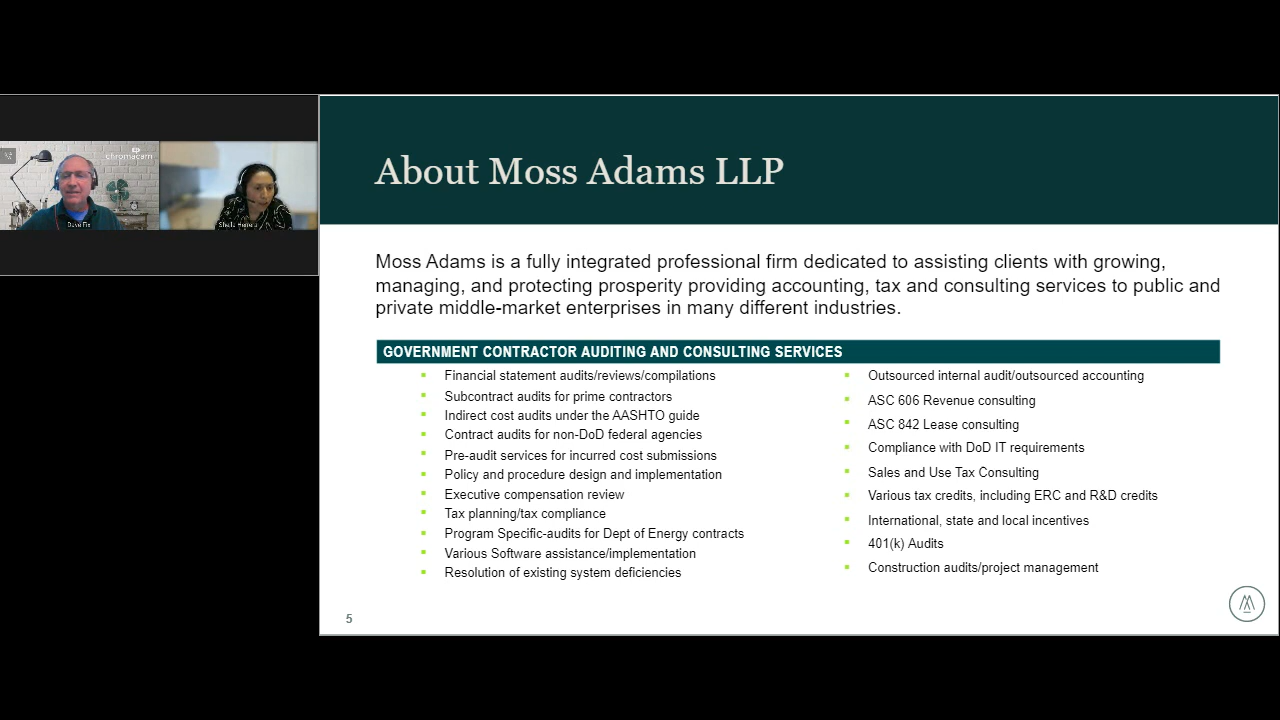 chromacam
Dave Fix
Sheila Herrera
About Moss Adams LLP
Moss Adams is a fully integrated professional firm dedicated to assisting clients with growing,
managing, and protecting prosperity providing accounting, tax and consulting services to public and
private middle-market enterprises in many different industries.
GOVERNMENT CONTRACTOR AUDITING AND CONSULTING SERVICES
Financial statement audits/reviews/compilations
Subcontract audits for prime contractors
Indirect cost audits under the AASHTO guide
Contract audits for non-DoD federal agencies
Pre-audit services for incurred cost submissions
Policy and procedure design and implementation
Executive compensation review
Tax planning/tax compliance
Program Specific-audits for Dept of Energy contracts
Various Software assistance/implementation
Resolution of existing system deficiencies
Outsourced internal audit/outsourced accounting
ASC 606 Revenue consulting
ASC 842 Lease consulting
Compliance with DoD IT requirements
Sales and Use Tax Consulting
Various tax credits, including ERC and R&D credits
International, state and local incentives
401(k) Audits
Construction audits/project management
5